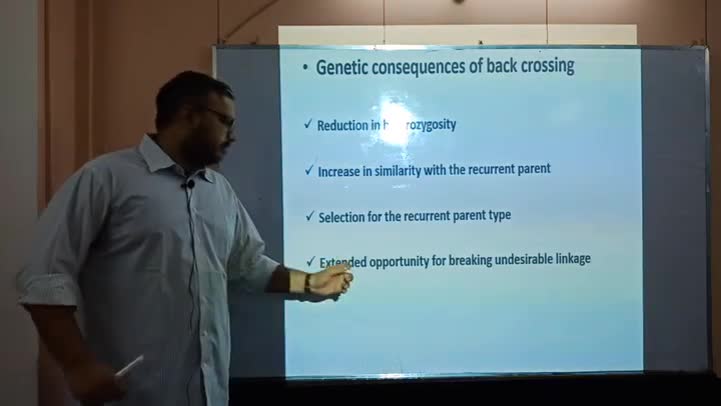 • Genetic consequences of back crossing
✓ Reduction in h rozygosity
✓ Increase in similarity with the recurrent parent
✓ Selection for the recurrent parent type
✓ Extended opportunity for breaking undesirable linkage